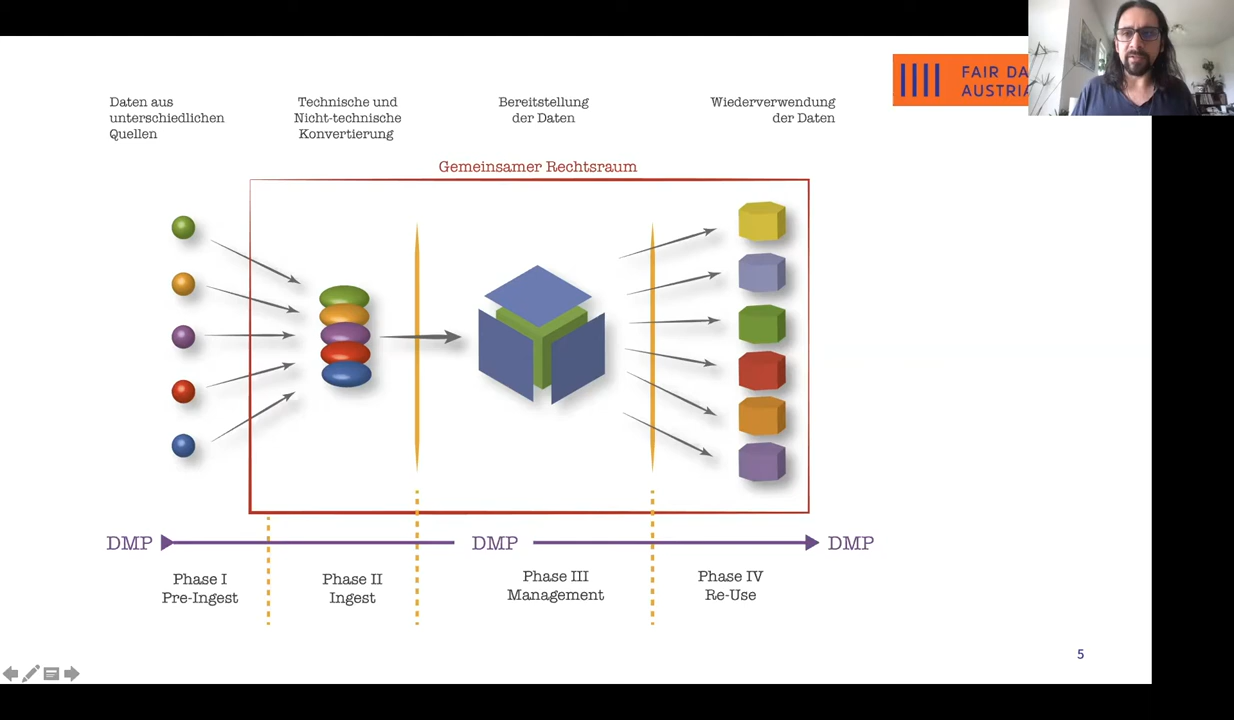 FAIR
AUSTRIA
Daten aus
unterschiedlichen
Quellen
Technische und
Nicht-technische
Konvertierung
Bereitstellung
der Daten
Wiederverwendung
der Daten
Gemeinsamer Rechtsraum
DMP
DMP
DMP
Phase I
Pre-Ingest
Phase II
Ingest
Phase III
Management
Phase IV
Re-Use
5